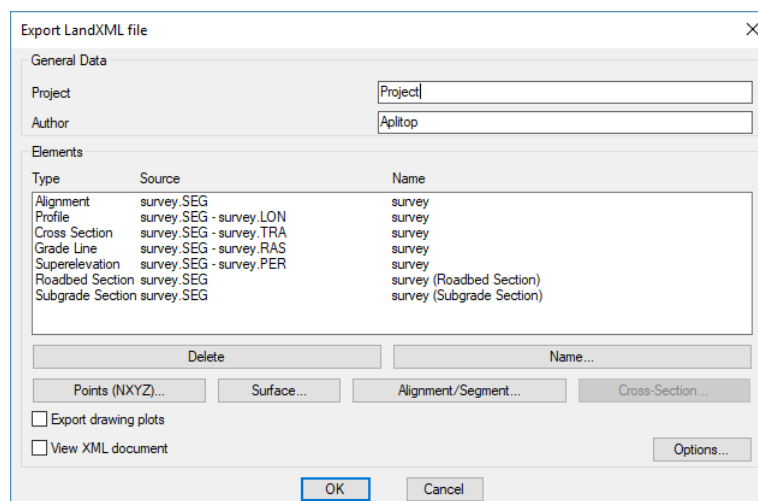 Export LandXML file
General Data
Project Project
Author Aplitop
Elements
Type Source Name
Alignment survey.SEG survey
Profile survey.SEG - survey.LON survey
Cross Section survey.SEG - survey.TRA survey
Grade Line survey.SEG - survey.RAS survey
Superelevation survey.SEG - survey.PER survey
Roadbed Section survey.SEG survey (Roadbed Section)
Subgrade Section survey.SEG survey (Subgrade Section)
Delete Name...
Points (NXYZ)... Surface... Alignment/Segment... Cross-Section...
Export drawing plots
View XML document Options...
OK Cancel